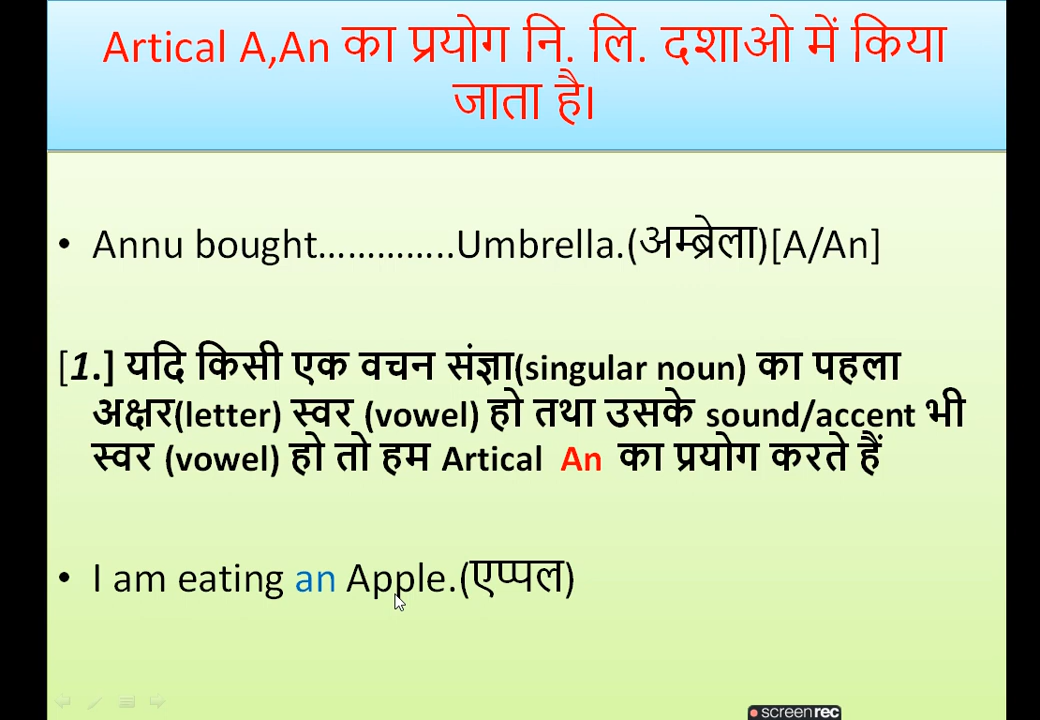 Artical A,An का प्रयोग नि. लि. दशाओ में किया
जाता है।
• Annu bought…………..Umbrella.(अम्ब्रेला)[A/An]
[1.] यदि किसी एक वचन संज्ञा(singular noun) का पहला
अक्षर(letter) स्वर (vowel) हो तथा उसके sound/accent भी
स्वर (vowel) हो तो हम Artical An का प्रयोग करते हैं
• I am eating an Apple.(एप्पल)
screenrec